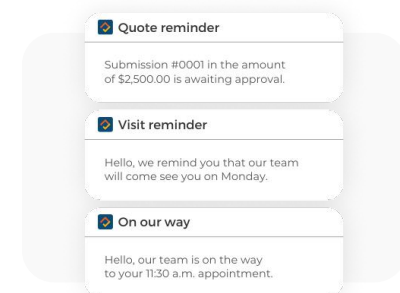 Quote reminder
Submission #0001 in the amount
of $2,500.00 is awaiting approval.
Visit reminder
Hello, we remind you that our team
will come see you on Monday.
On our way
Hello, our team is on the way
to your 11:30 a.m. appointment.